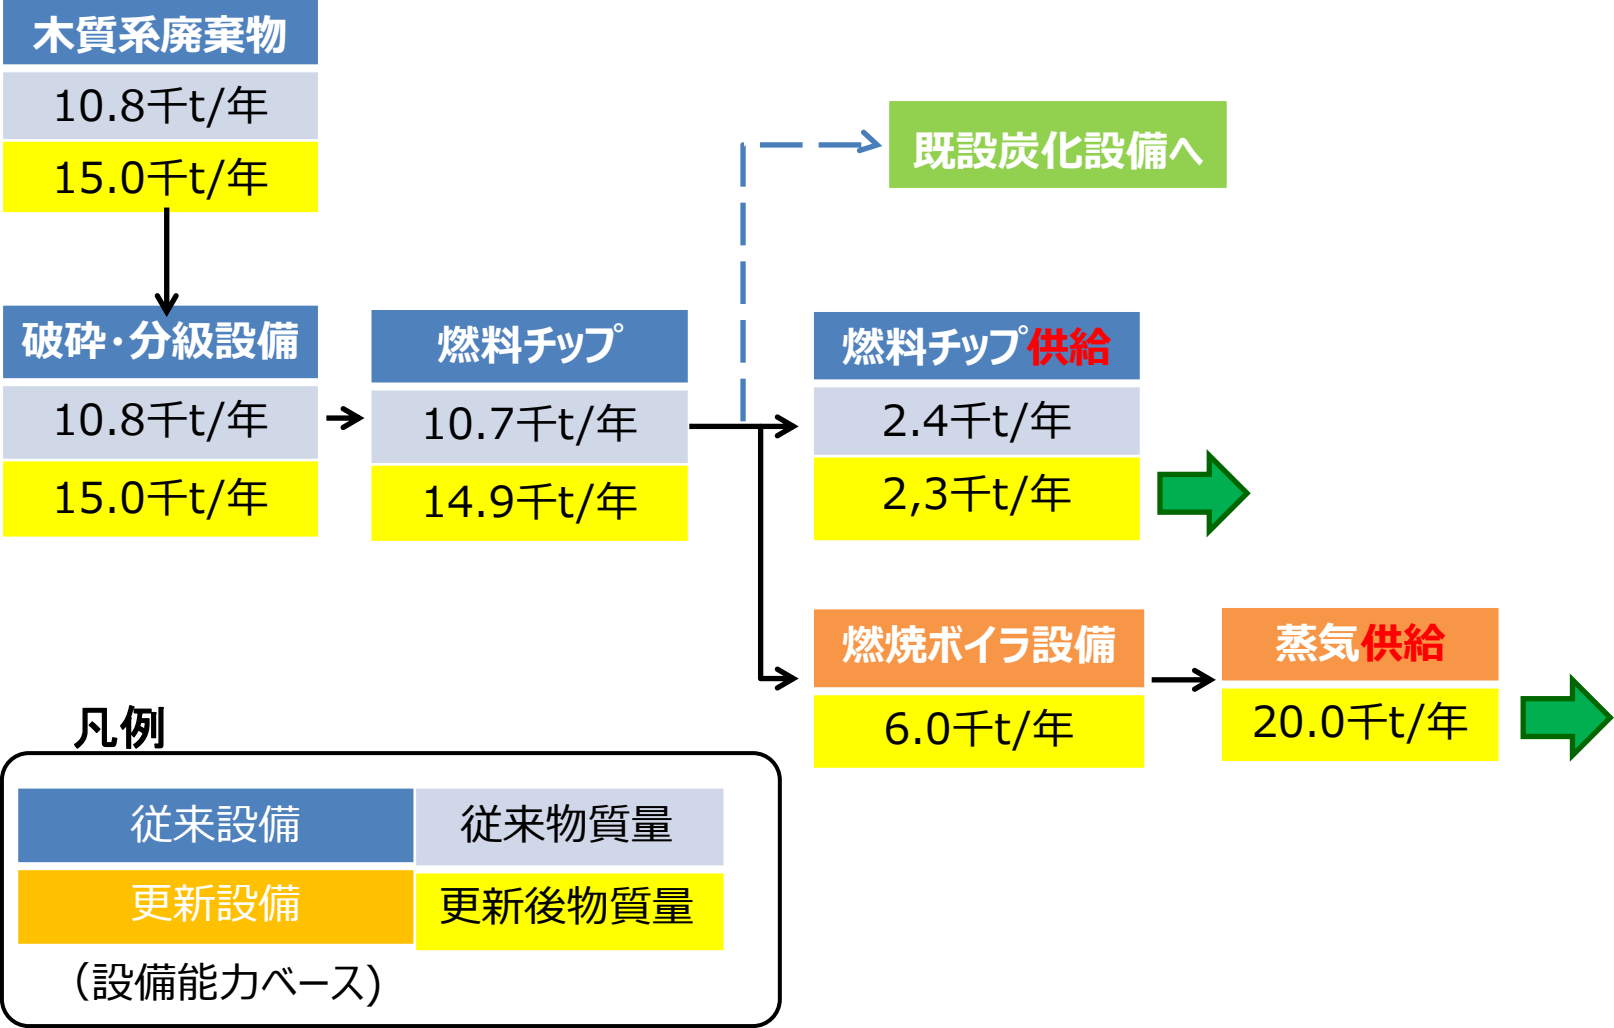 木質系廃棄物
10.8千t/年
15.0千t/年
既設炭化設備へ
破砕・分級設備
10.8千t/年
15.0千t/年
燃料チップ
10.7千t/年
14.9千t/年
燃料チップ供給
2.4千t/年
2,3千t/年
燃焼ボイラ設備
6.0千t/年
蒸気供給
20.0千t/年
凡例
従来設備
従来物質量
更新設備
更新後物質量
（設備能力ベース)